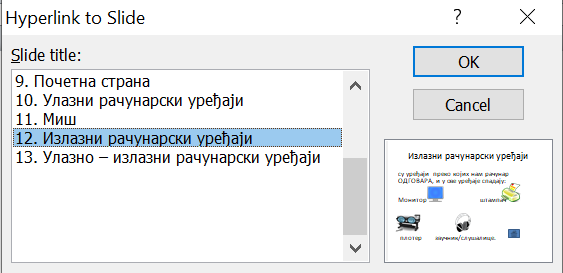 Hyperlink to Slide
Slide title:
9. Почетна страна
10. Улазни рачунарски уређаји
11. Миш
12. Излазни рачунарски уређаји
13. Улазно – излазни рачунарски уређаји
OK
Cancel
Излазни рачунарски уређаји
су уређаји преко којих нам рачунар
ОДГОВАРА, и у ове уређаје спадају:
Монитор штампач
плотер звучник/слушалице.